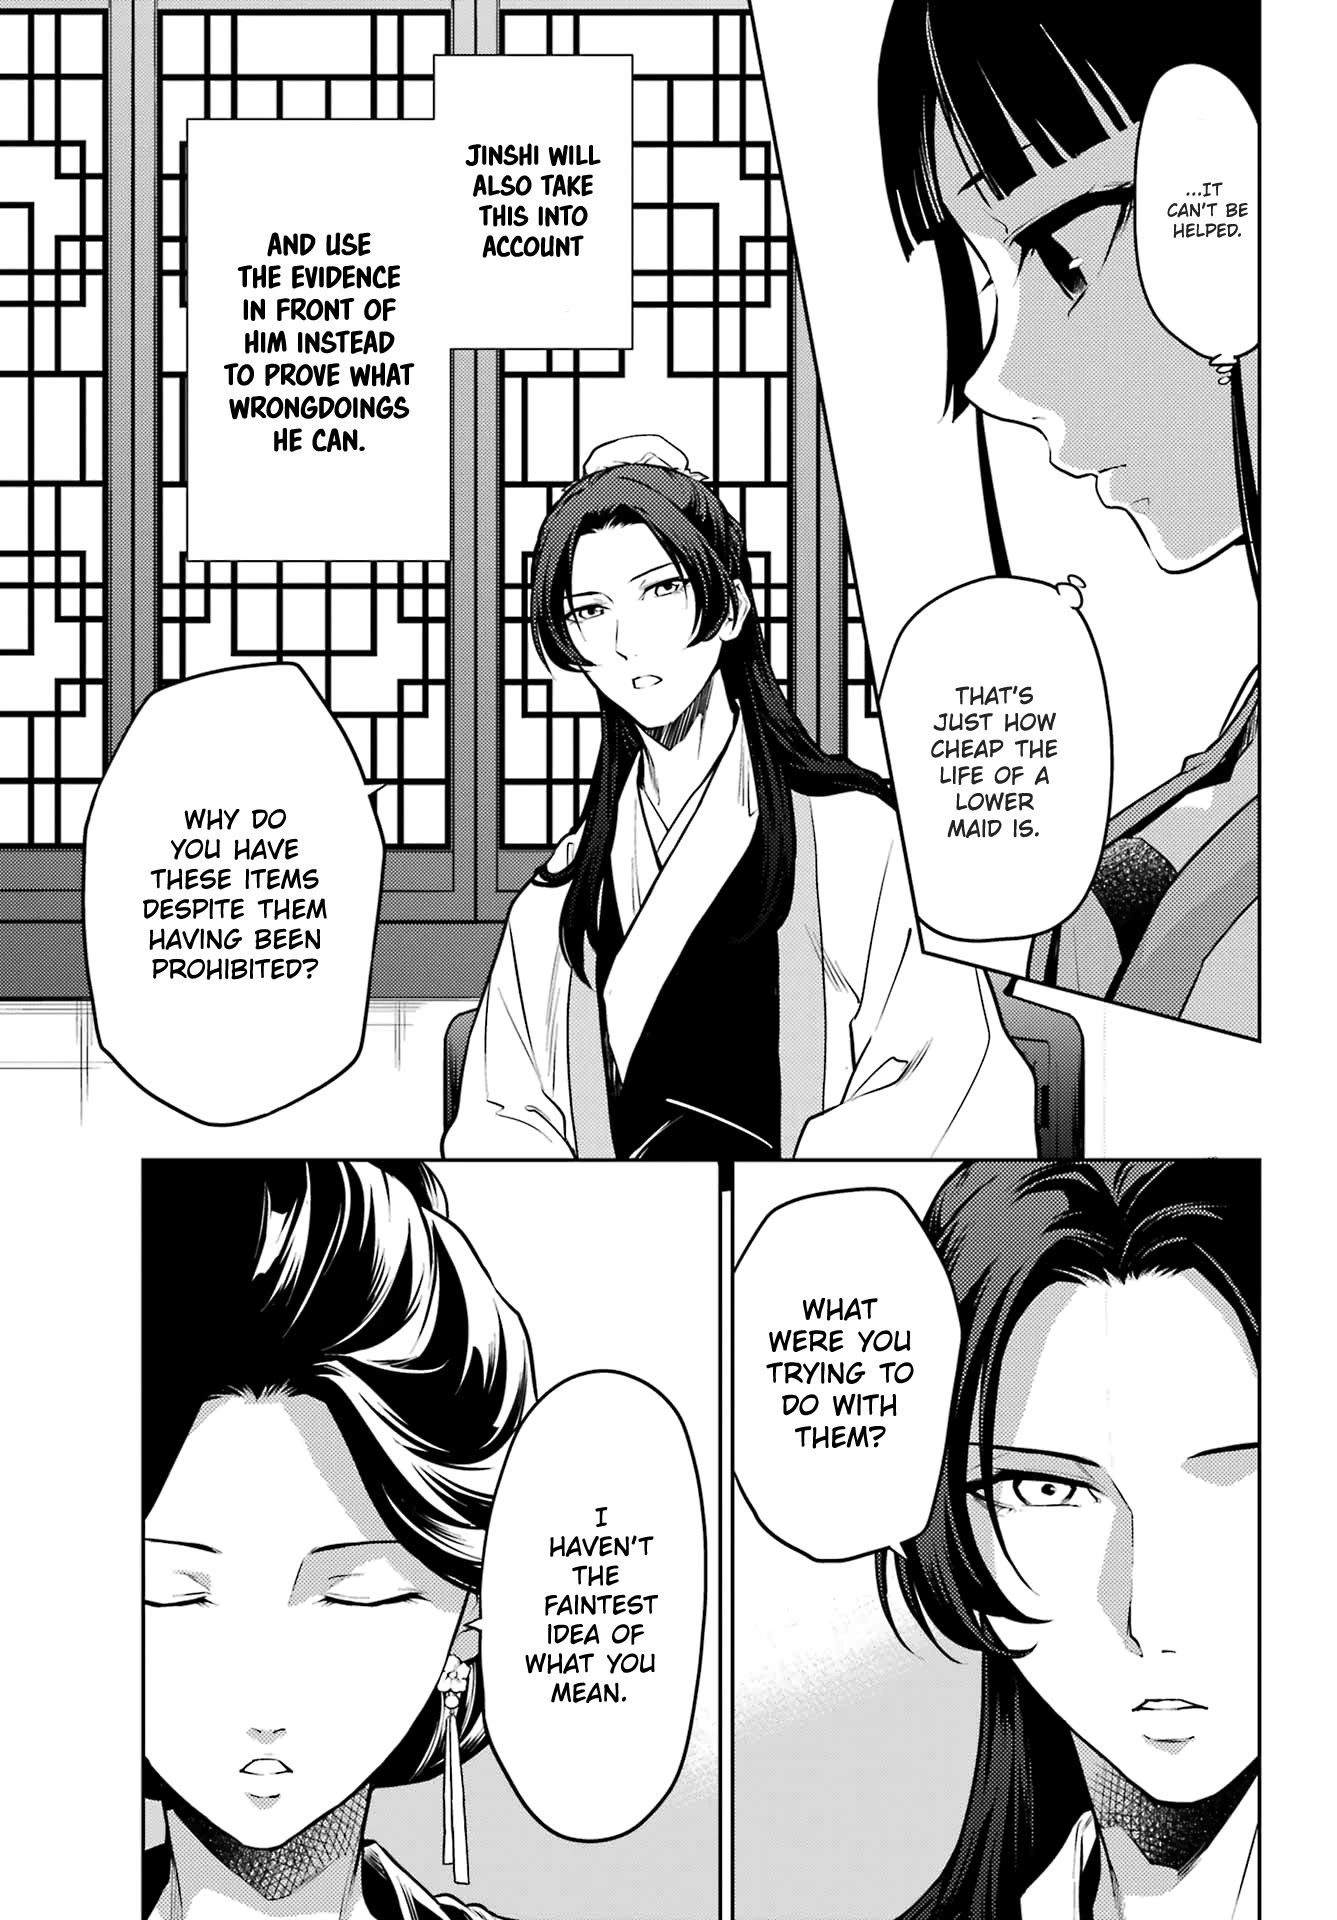 ...IT
CAN'T BE
HELPED.
THAT'S
JUST HOW
CHEAP THE
LIFE OF A
LOWER
MAID IS.
JINSHI WILL
ALSO TAKE
THIS INTO
ACCOUNT
AND USE
THE EVIDENCE
IN FRONT OF
HIM INSTEAD
TO PROVE WHAT
WRONGDOINGS
HE CAN.
WHY DO
YOU HAVE
THESE ITEMS
DESPITE THEM
HAVING BEEN
PROHIBITED?
WHAT
WERE YOU
TRYING TO
DO WITH
THEM?
I
HAVEN'T
THE
FAINTEST
IDEA OF
WHAT YOU
MEAN.